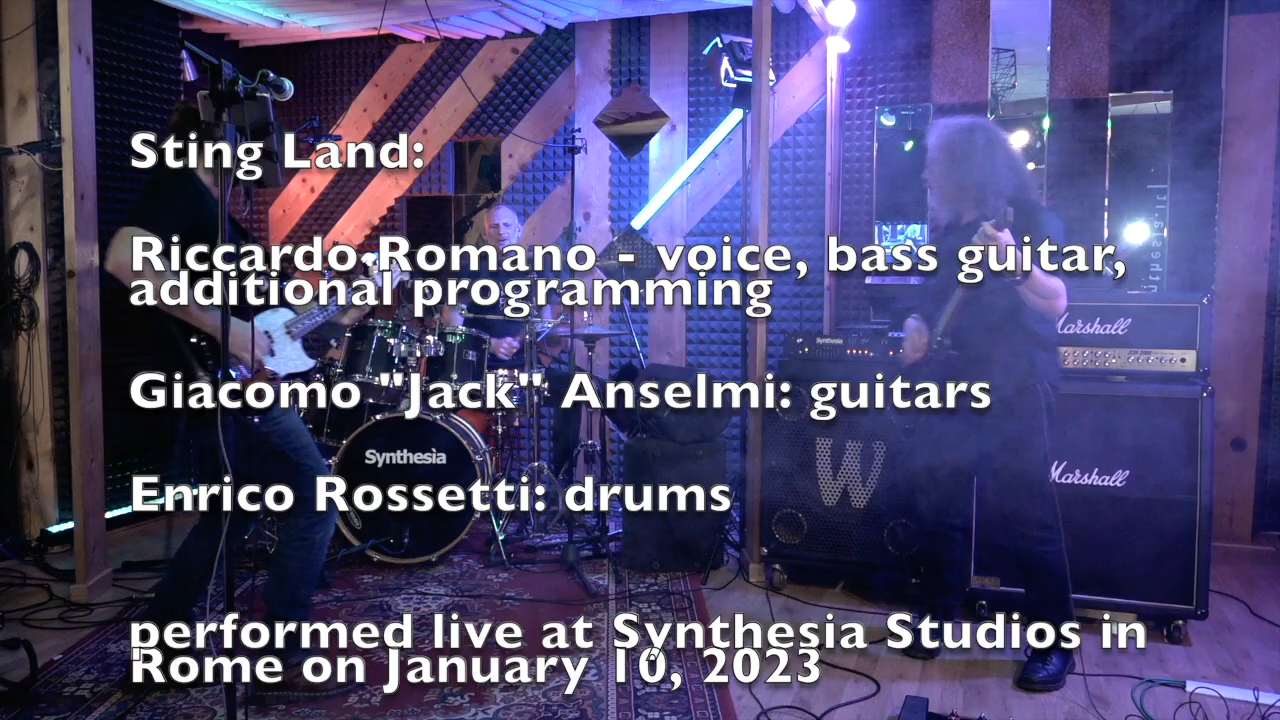 Sting Land:
Riccardo Romano - voice, bass guitar,
additional programming
Giacomo "Jack" Anselmi: guitars
Enrico Rossetti: drums
performed live at Synthesia Studios in
Rome on January 10, 2023
Synthesia
Synthesia
W
Marshall
Marshall